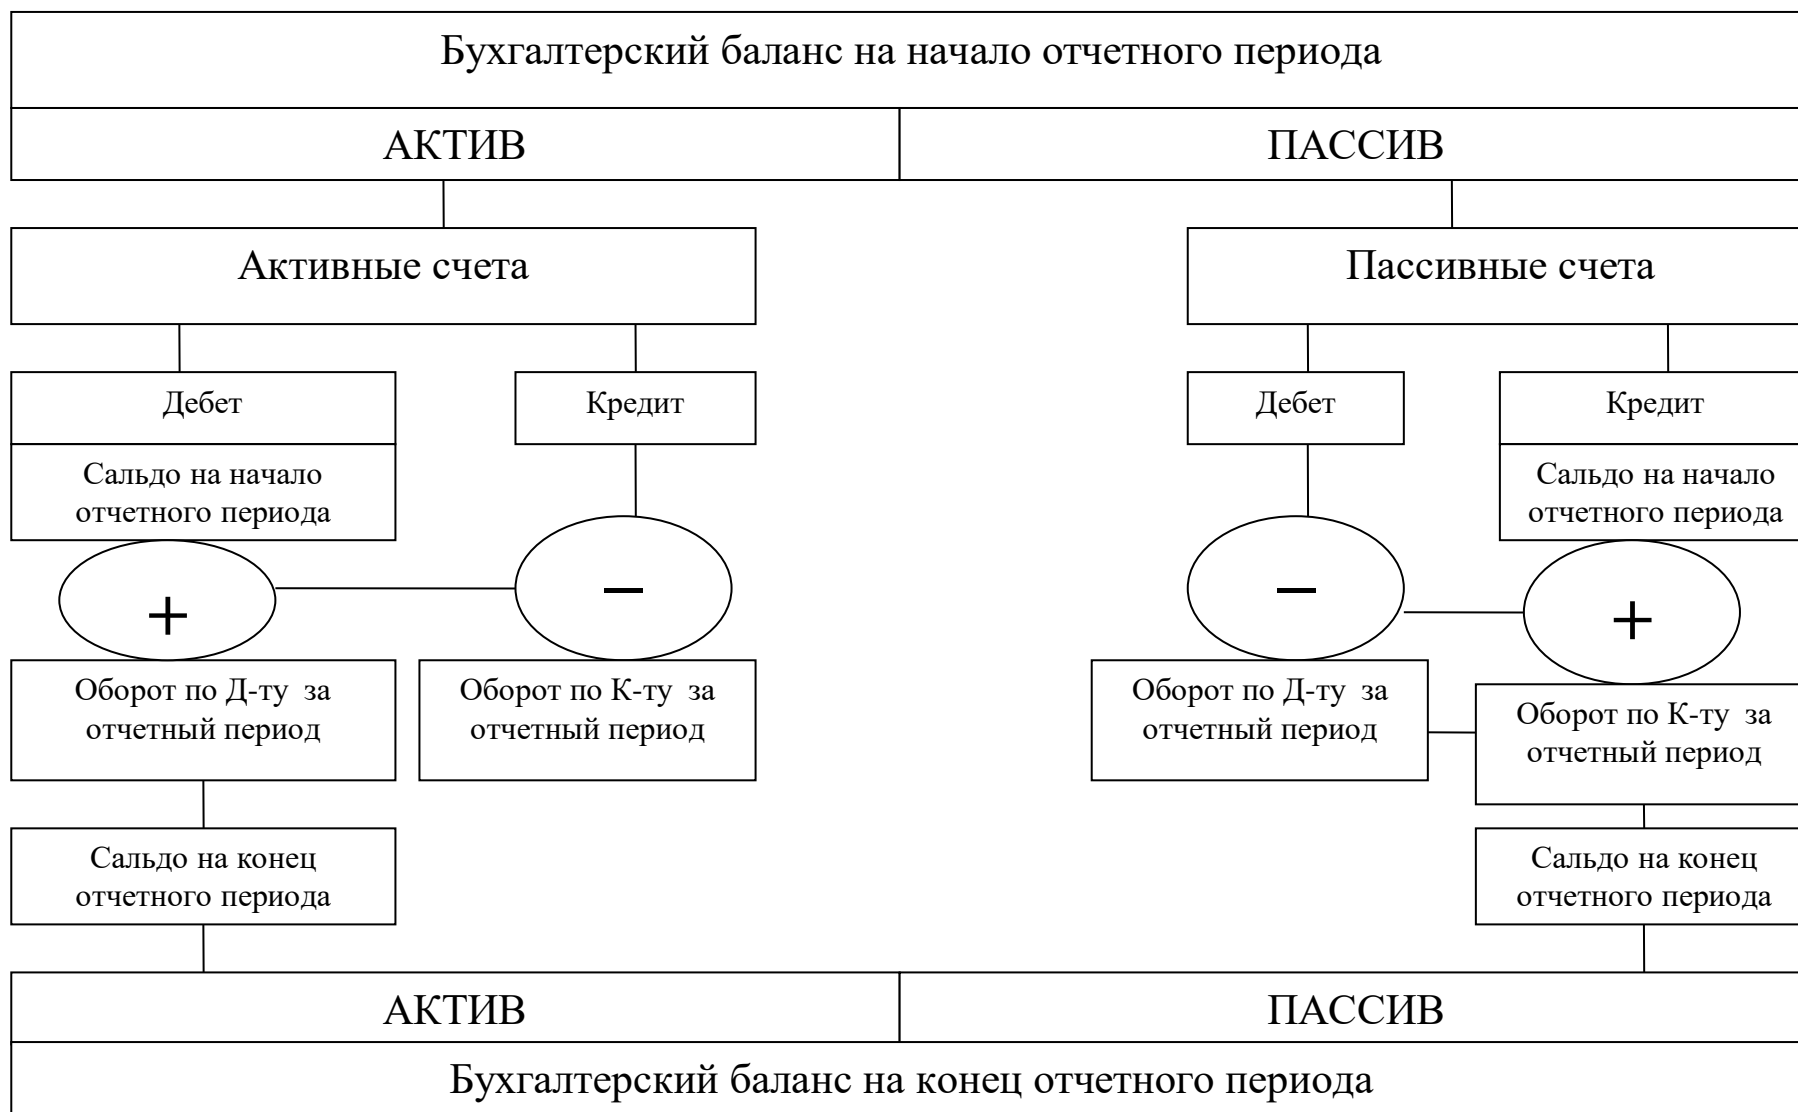 Бухгалтерский баланс на начало отчетного периода
АКТИВ
ПАССИВ
Активные счета
Пассивные счета
Дебет
Кредит
Дебет
Кредит
Сальдо на начало
отчетного периода
Сальдо на начало
отчетного периода
+
–
–
+
Оборот по Д-ту за
отчетный период
Оборот по К-ту за
отчетный период
Оборот по Д-ту за
отчетный период
Оборот по К-ту за
отчетный период
Сальдо на конец
отчетного периода
Сальдо на конец
отчетного периода
АКТИВ
ПАССИВ
Бухгалтерский баланс на конец отчетного периода